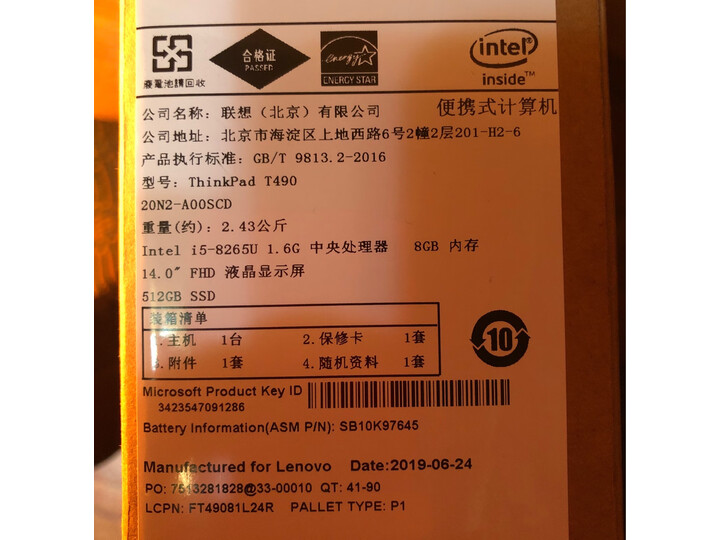 廢電池請回收
合格证
PASSED
energy
ENERGY STAR
intel
inside™
便携式计算机
公司名称: 联想（北京）有限公司
公司地址: 北京市海淀区上地西路6号2幢2层201-H2-6
产品执行标准: GB/T 9813.2-2016
型号: ThinkPad T490
20N2-A00SCD
重量(约): 2.43公斤
Intel i5-8265U 1.6G 中央处理器 8GB 内存
14.0″ FHD 液晶显示屏
512GB SSD
装箱清单
1.主机 1台 2.保修卡 1套
3.附件 1套 4.随机资料 1套
10
Microsoft Product Key ID
3423547091286
Battery Information(ASM P/N): SB10K97645
Manufactured for Lenovo Date:2019-06-24
PO: 7513281828@33-00010 QT: 41-90
LCPN: FT49081L24R PALLET TYPE: P1